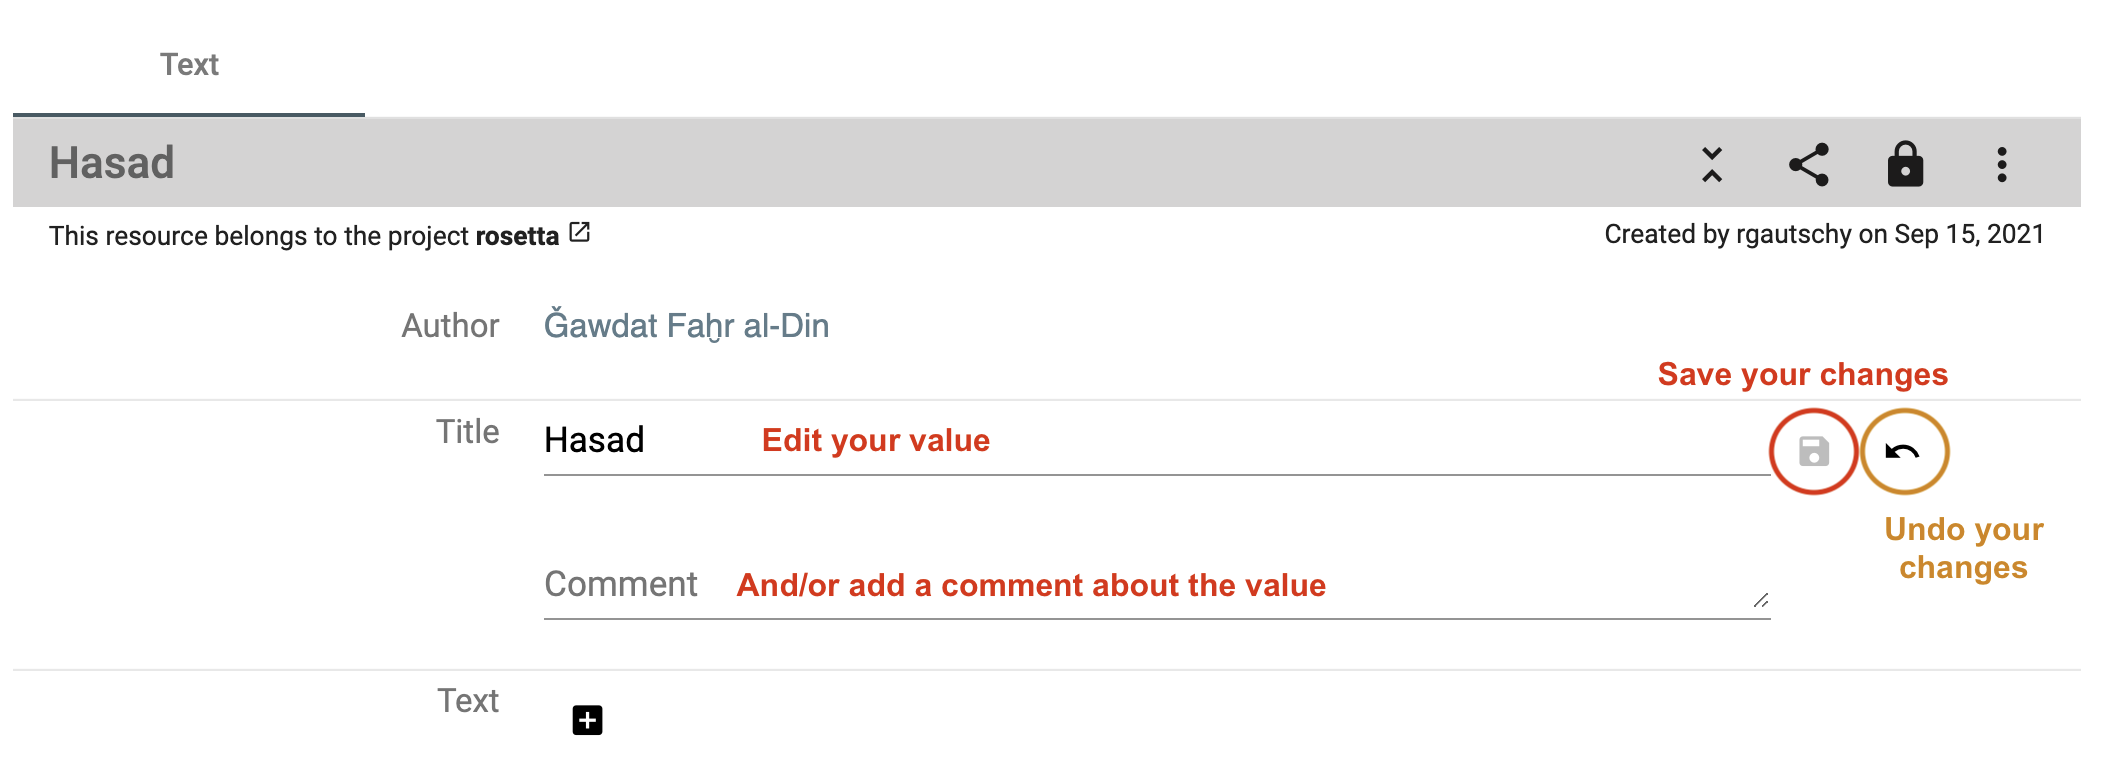 Text
Hasad
This resource belongs to the project rosetta
Created by rgautschy on Sep 15, 2021
Author Ğawdat Faḫr al-Din
Save your changes
Title Hasad Edit your value
Undo your
changes
Comment And/or add a comment about the value
Text